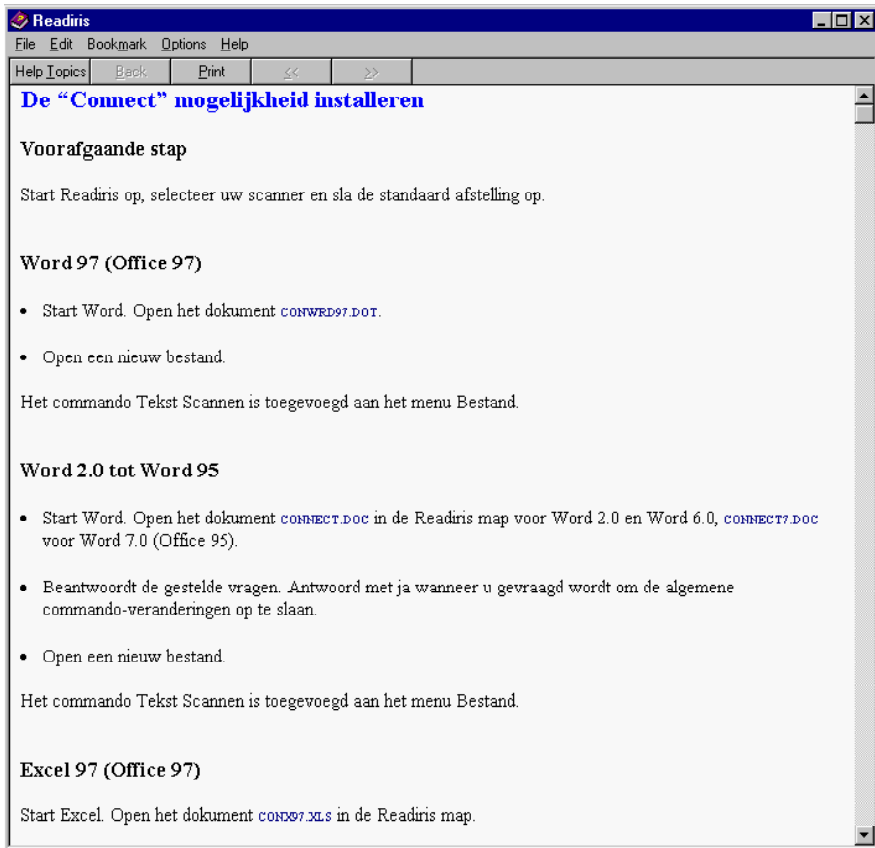 Readiris
File Edit Bookmark Options Help
Help Topics Back Print << >>
De “Connect” mogelijkheid installeren
Voorafgaande stap
Start Readiris op, selecteer uw scanner en sla de standaard afstelling op.
Word 97 (Office 97)
• Start Word. Open het dokument CONWRD97.DOT.
• Open een nieuw bestand.
Het commando Tekst Scannen is toegevoegd aan het menu Bestand.
Word 2.0 tot Word 95
• Start Word. Open het dokument CONNECT.DOC in de Readiris map voor Word 2.0 en Word 6.0, CONNECT7.DOC
voor Word 7.0 (Office 95).
• Beantwoordt de gestelde vragen. Antwoord met ja wanneer u gevraagd wordt om de algemene
commando-veranderingen op te slaan.
• Open een nieuw bestand.
Het commando Tekst Scannen is toegevoegd aan het menu Bestand.
Excel 97 (Office 97)
Start Excel. Open het dokument CONX97.XLS in de Readiris map.